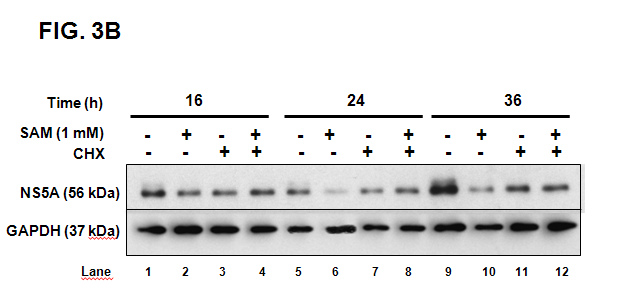 FIG. 3B
Time (h) 16 24 36
SAM (1 mM) - + - + - + - + - + - +
CHX - - + + - - + + - - + +
NS5A (56 kDa)
GAPDH (37 kDa)
Lane 1 2 3 4 5 6 7 8 9 10 11 12